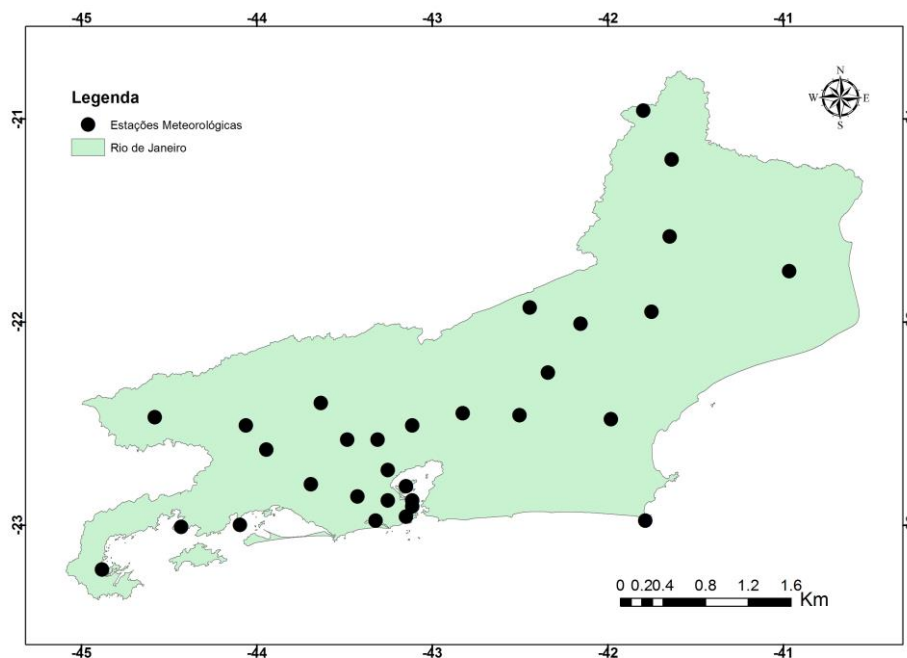 -45 -44 -43 -42 -41
N
W E
S
Legenda
Estações Meteorológicas
Rio de Janeiro
-21
-22
-23
0 0.20.4 0.8 1.2 1.6
Km
-45 -44 -43 -42 -41